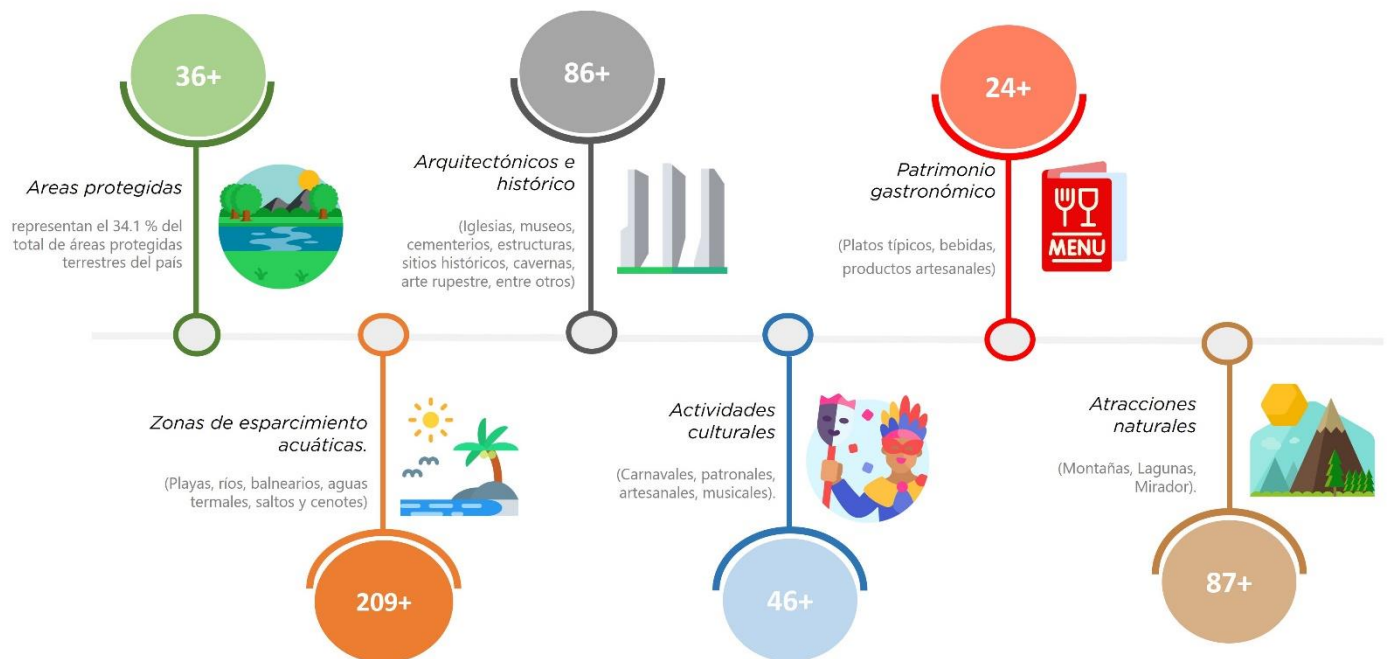 36+
Areas protegidas
representan el 34.1 % del
total de áreas protegidas
terrestres del país
86+
Arquitectónicos e
histórico
(Iglesias, museos,
cementerios, estructuras,
sitios históricos, cavernas,
arte rupestre, entre otros)
24+
Patrimonio
gastronómico
(Platos típicos, bebidas,
productos artesanales)
MENU
Zonas de esparcimiento
acuáticas.
(Playas, ríos, balnearios, aguas
termales, saltos y cenotes)
209+
Actividades
culturales
(Carnavales, patronales,
artesanales, musicales).
46+
Atracciones
naturales
(Montañas, Lagunas,
Mirador).
87+